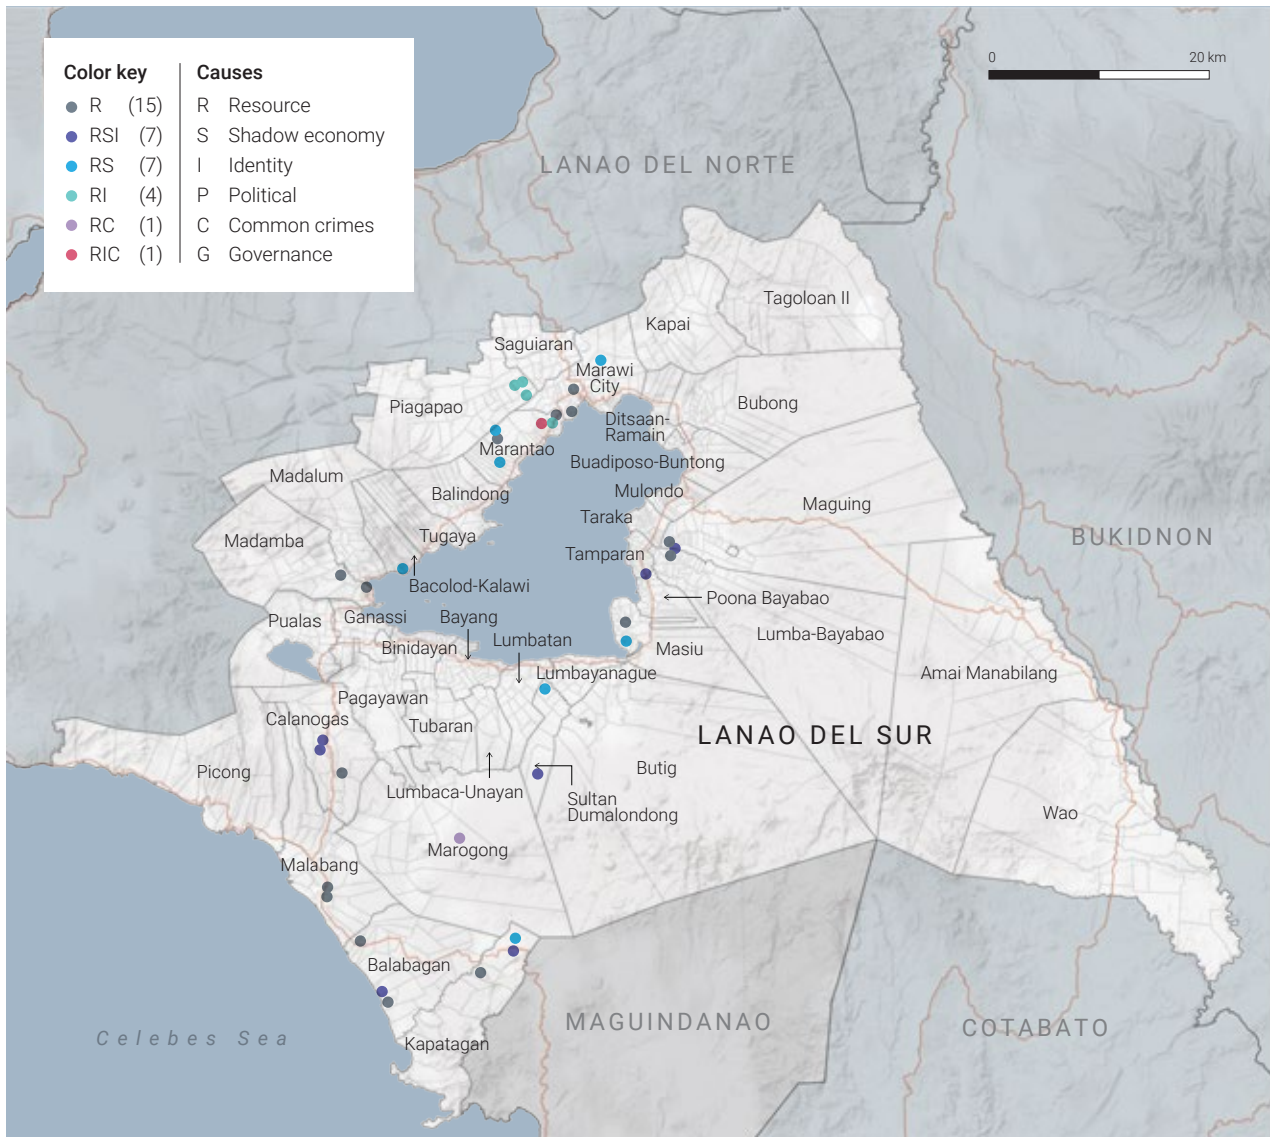 Color key
Causes
R (15)
R Resource
RSI (7)
S Shadow economy
RS (7)
I Identity
RI (4)
P Political
RC (1)
C Common crimes
RIC (1)
G Governance
0 20 km
LANAO DEL NORTE
Tagoloan II
Kapai
Saguiaran
Marawi
City
Piagapao
Bubong
Ditsaan-
Ramain
Marantao
Buadiposo-Buntong
Madalum
Balindong
Mulondo
Maguing
Taraka
Tugaya
Madamba
BUKIDNON
Tamparan
Bacolod-Kalawi
Poona Bayabao
Pualas
Ganassi
Bayang
Lumbatan
Lumba-Bayabao
Binidayan
Masiu
Lumbayanague
Amai Manabilang
Pagayawan
Calanogas
Tubaran
LANAO DEL SUR
Picong
Butig
Lumbaca-Unayan
Sultan
Dumalondong
Wao
Marogong
Malabang
Balabagan
MAGUINDANAO
COTABATO
Celebes Sea
Kapatagan